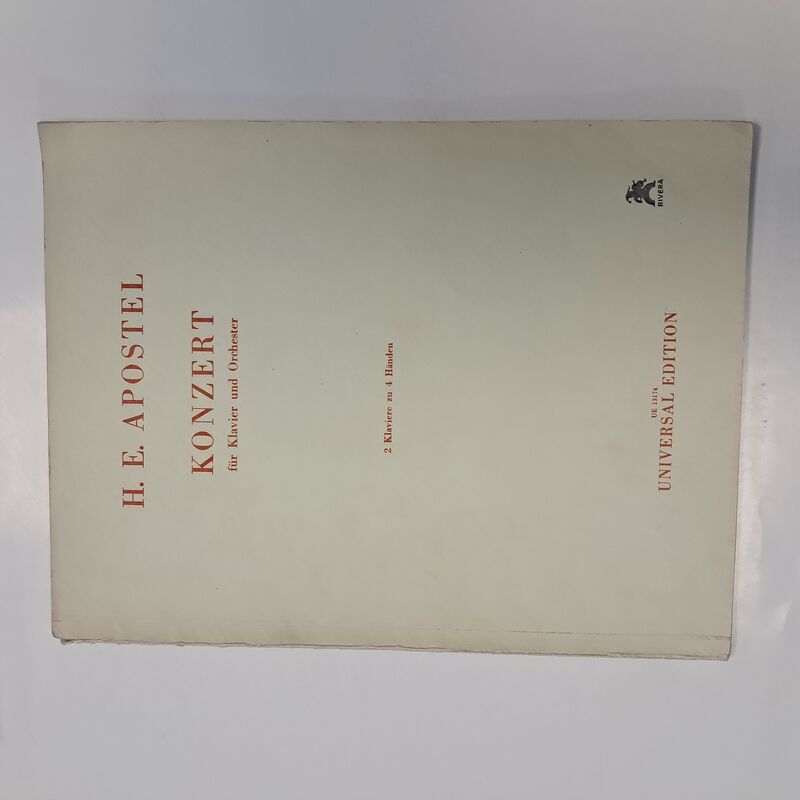 H. E. APOSTEL
KONZERT
für Klavier und Orchester
2 Klaviere zu 4 Händen
UE 13174
UNIVERSAL EDITION
RIVERA